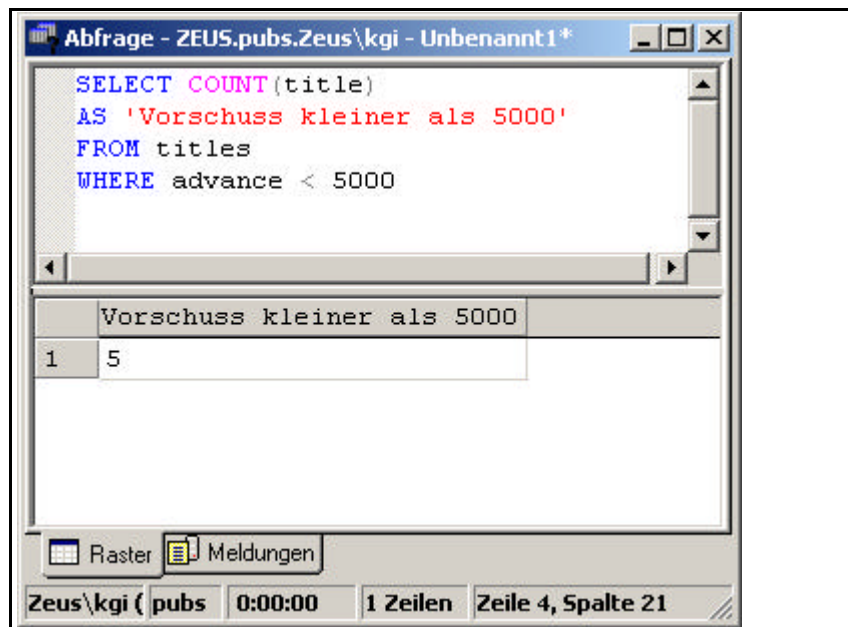 Abfrage - ZEUS.pubs.Zeus\kgi - Unbenannt1*
SELECT COUNT(title)
AS 'Vorschuss kleiner als 5000'
FROM titles
WHERE advance < 5000
Vorschuss kleiner als 5000
1 5
Raster Meldungen
Zeus\kgi ( pubs 0:00:00 1 Zeilen Zeile 4, Spalte 21